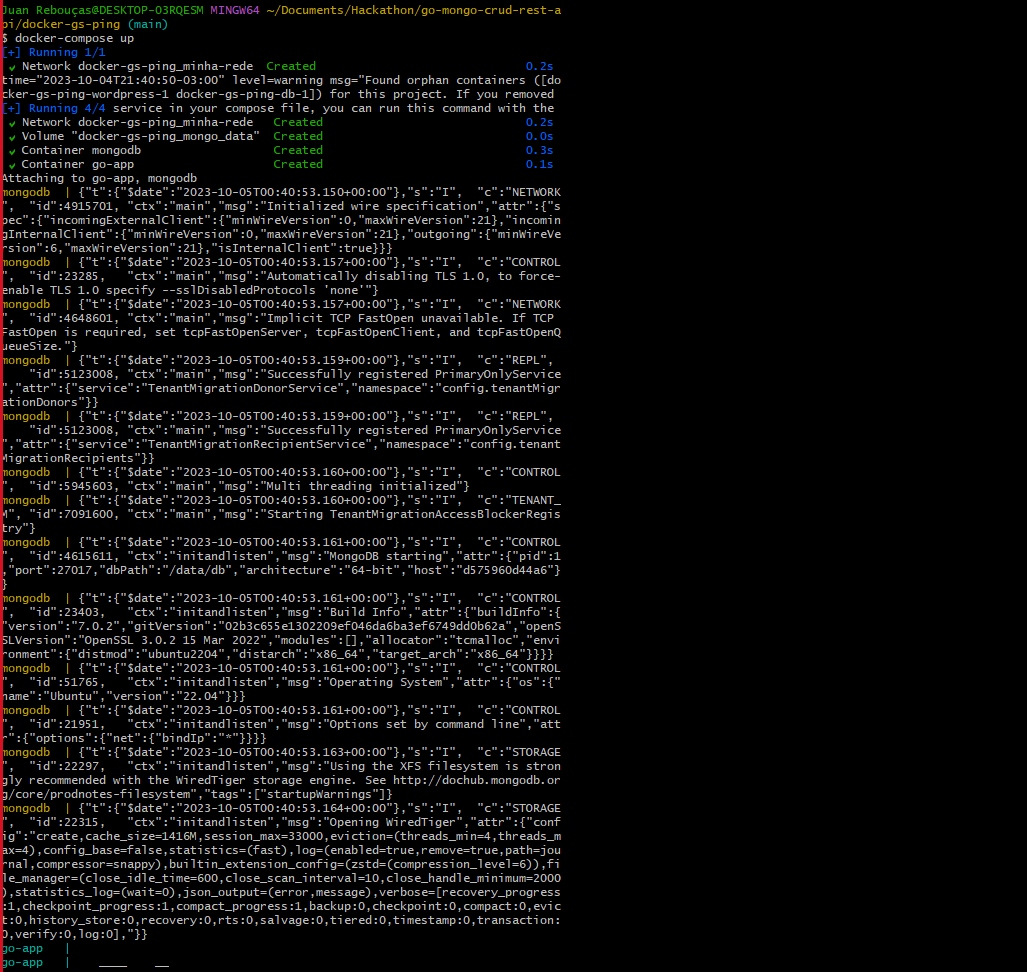 Juan Rebouças@DESKTOP-O3RQESM MINGW64 ~/Documents/Hackathon/go-mongo-crud-rest-a
pi/docker-gs-ping (main)
$ docker-compose up
[+] Running 1/1
✔ Network docker-gs-ping_minha-rede  Created 0.2s
time="2023-10-04T21:40:50-03:00" level=warning msg="Found orphan containers ([do
cker-gs-ping-wordpress-1 docker-gs-ping-db-1]) for this project. If you removed
[+] Running 4/4 service in your compose file, you can run this command with the
✔ Network docker-gs-ping_minha-rede   Created 0.2s
✔ Volume "docker-gs-ping_mongo_data"  Created 0.0s
✔ Container mongodb                   Created 0.3s
✔ Container go-app                    Created 0.1s
Attaching to go-app, mongodb
mongodb  | {"t":{"$date":"2023-10-05T00:40:53.150+00:00"},"s":"I",  "c":"NETWORK
",  "id":4915701, "ctx":"main","msg":"Initialized wire specification","attr":{"s
pec":{"incomingExternalClient":{"minWireVersion":0,"maxWireVersion":21},"incomin
gInternalClient":{"minWireVersion":0,"maxWireVersion":21},"outgoing":{"minWireVe
rsion":6,"maxWireVersion":21},"isInternalClient":true}}}
mongodb  | {"t":{"$date":"2023-10-05T00:40:53.157+00:00"},"s":"I",  "c":"CONTROL
",  "id":23285,   "ctx":"main","msg":"Automatically disabling TLS 1.0, to force-
enable TLS 1.0 specify --sslDisabledProtocols 'none'"}
mongodb  | {"t":{"$date":"2023-10-05T00:40:53.157+00:00"},"s":"I",  "c":"NETWORK
",  "id":4648601, "ctx":"main","msg":"Implicit TCP FastOpen unavailable. If TCP
FastOpen is required, set tcpFastOpenServer, tcpFastOpenClient, and tcpFastOpenQ
ueueSize."}
mongodb  | {"t":{"$date":"2023-10-05T00:40:53.159+00:00"},"s":"I",  "c":"REPL",
    "id":5123008, "ctx":"main","msg":"Successfully registered PrimaryOnlyService
","attr":{"service":"TenantMigrationDonorService","namespace":"config.tenantMigr
ationDonors"}}
mongodb  | {"t":{"$date":"2023-10-05T00:40:53.159+00:00"},"s":"I",  "c":"REPL",
    "id":5123008, "ctx":"main","msg":"Successfully registered PrimaryOnlyService
","attr":{"service":"TenantMigrationRecipientService","namespace":"config.tenant
MigrationRecipients"}}
mongodb  | {"t":{"$date":"2023-10-05T00:40:53.160+00:00"},"s":"I",  "c":"CONTROL
",  "id":5945603, "ctx":"main","msg":"Multi threading initialized"}
mongodb  | {"t":{"$date":"2023-10-05T00:40:53.160+00:00"},"s":"I",  "c":"TENANT_
M", "id":7091600, "ctx":"main","msg":"Starting TenantMigrationAccessBlockerRegis
try"}
mongodb  | {"t":{"$date":"2023-10-05T00:40:53.161+00:00"},"s":"I",  "c":"CONTROL
",  "id":4615611, "ctx":"initandlisten","msg":"MongoDB starting","attr":{"pid":1
,"port":27017,"dbPath":"/data/db","architecture":"64-bit","host":"d575960d44a6"}
}
mongodb  | {"t":{"$date":"2023-10-05T00:40:53.161+00:00"},"s":"I",  "c":"CONTROL
",  "id":23403,   "ctx":"initandlisten","msg":"Build Info","attr":{"buildInfo":{
"version":"7.0.2","gitVersion":"02b3c655e1302209ef046da6ba3ef6749dd0b62a","openS
SLVersion":"OpenSSL 3.0.2 15 Mar 2022","modules":[],"allocator":"tcmalloc","envi
ronment":{"distmod":"ubuntu2204","distarch":"x86_64","target_arch":"x86_64"}}}}
mongodb  | {"t":{"$date":"2023-10-05T00:40:53.161+00:00"},"s":"I",  "c":"CONTROL
",  "id":51765,   "ctx":"initandlisten","msg":"Operating System","attr":{"os":{"
name":"Ubuntu","version":"22.04"}}}
mongodb  | {"t":{"$date":"2023-10-05T00:40:53.161+00:00"},"s":"I",  "c":"CONTROL
",  "id":21951,   "ctx":"initandlisten","msg":"Options set by command line","att
r":{"options":{"net":{"bindIp":"*"}}}}
mongodb  | {"t":{"$date":"2023-10-05T00:40:53.163+00:00"},"s":"I",  "c":"STORAGE
",  "id":22297,   "ctx":"initandlisten","msg":"Using the XFS filesystem is stron
gly recommended with the WiredTiger storage engine. See http://dochub.mongodb.or
g/core/prodnotes-filesystem","tags":["startupWarnings"]}
mongodb  | {"t":{"$date":"2023-10-05T00:40:53.164+00:00"},"s":"I",  "c":"STORAGE
",  "id":22315,   "ctx":"initandlisten","msg":"Opening WiredTiger","attr":{"conf
ig":"create,cache_size=1416M,session_max=33000,eviction=(threads_min=4,threads_m
ax=4),config_base=false,statistics=(fast),log=(enabled=true,remove=true,path=jou
rnal,compressor=snappy),builtin_extension_config=(zstd=(compression_level=6)),fi
le_manager=(close_idle_time=600,close_scan_interval=10,close_handle_minimum=2000
),statistics_log=(wait=0),json_output=(error,message),verbose=[recovery_progress
:1,checkpoint_progress:1,compact_progress:1,backup:0,checkpoint:0,compact:0,evic
t:0,history_store:0,recovery:0,rts:0,salvage:0,tiered:0,timestamp:0,transaction:
0,verify:0,log:0],"}}
go-app   |
go-app   |    ____    __